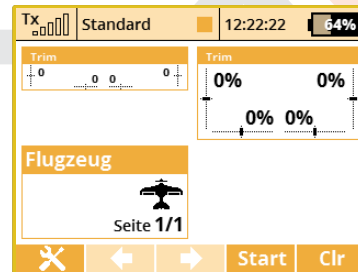 Tx Standard 12:22:22 64%
Trim
0 0 0 0
Trim
0% 0%
0% 0%
Flugzeug
Seite 1/1
Start Clr